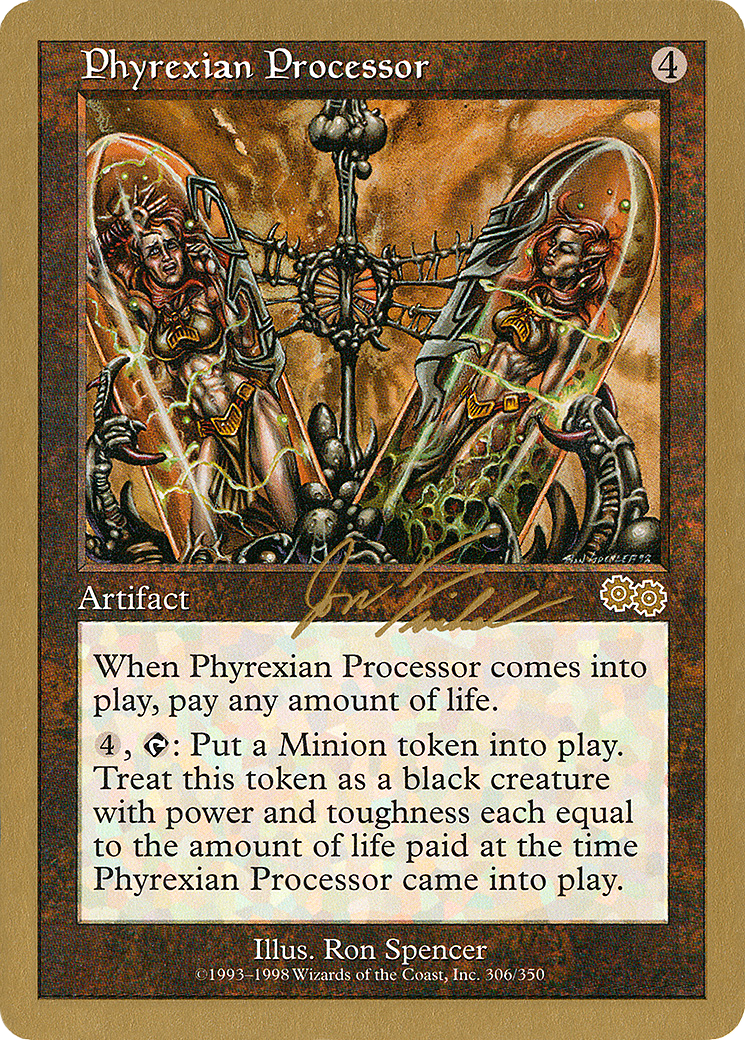 Phyrexian Processor
4
Artifact
When Phyrexian Processor comes into
play, pay any amount of life.
4, : Put a Minion token into play.
Treat this token as a black creature
with power and toughness each equal
to the amount of life paid at the time
Phyrexian Processor came into play.
Illus. Ron Spencer
©1993–1998 Wizards of the Coast, Inc. 306/350